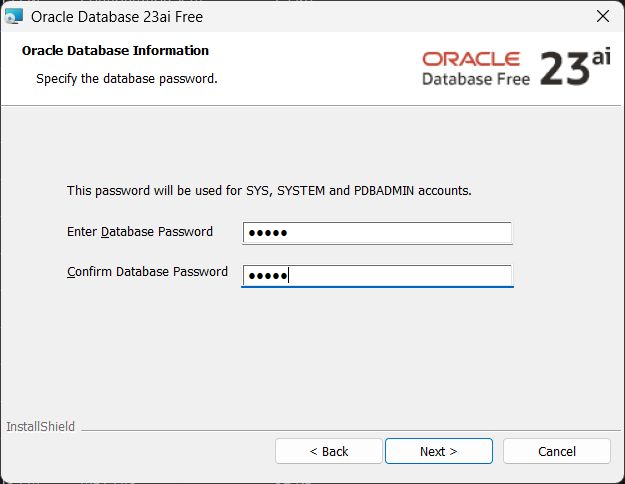 Oracle Database 23ai Free
Oracle Database Information
Specify the database password.
ORACLE
Database Free
23ai
This password will be used for SYS, SYSTEM and PDBADMIN accounts.
Enter Database Password
●●●●●
Confirm Database Password
●●●●●
InstallShield
< Back
Next >
Cancel